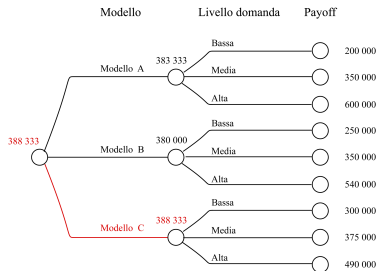 Modello Livello domanda Payoff
Bassa
383 333 200 000
Modello A Media 350 000
Alta 600 000
Bassa 250 000
388 333 Modello B 380 000 Media 350 000
Alta 540 000
Bassa 300 000
388 333
Modello C Media 375 000
Alta 490 000